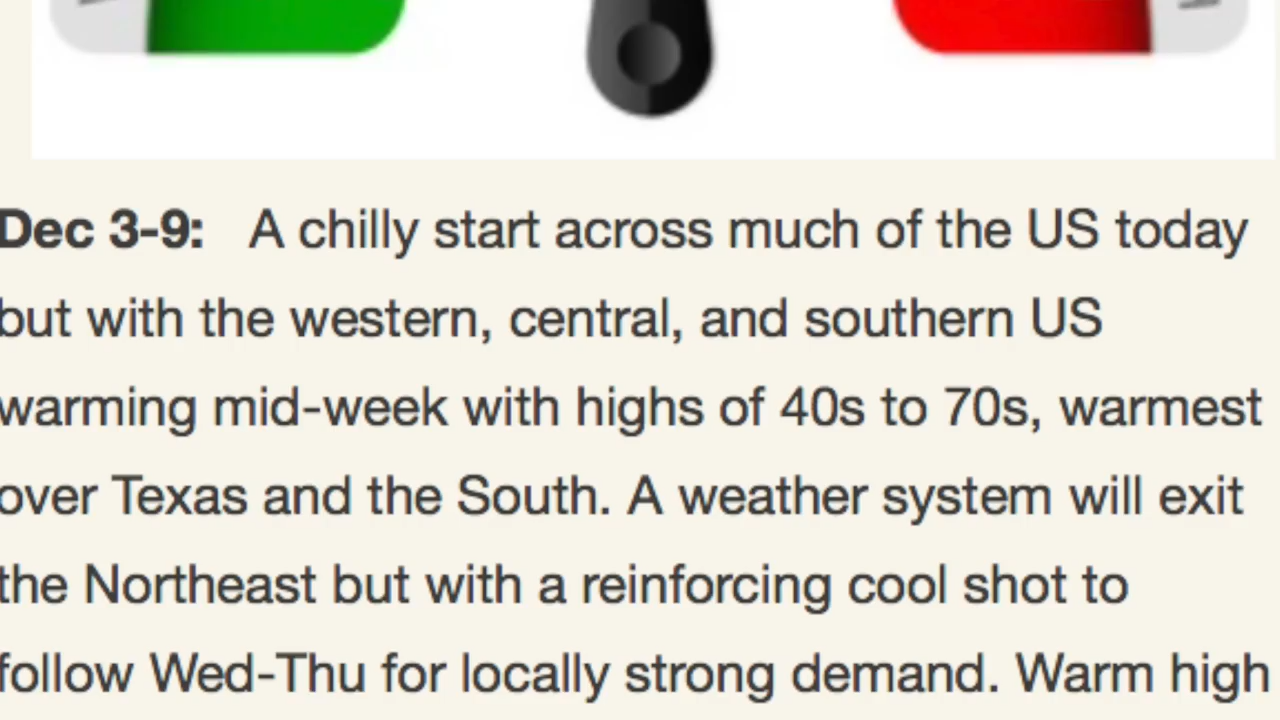 Dec 3-9: A chilly start across much of the US today
but with the western, central, and southern US
warming mid-week with highs of 40s to 70s, warmest
over Texas and the South. A weather system will exit
the Northeast but with a reinforcing cool shot to
follow Wed-Thu for locally strong demand. Warm high